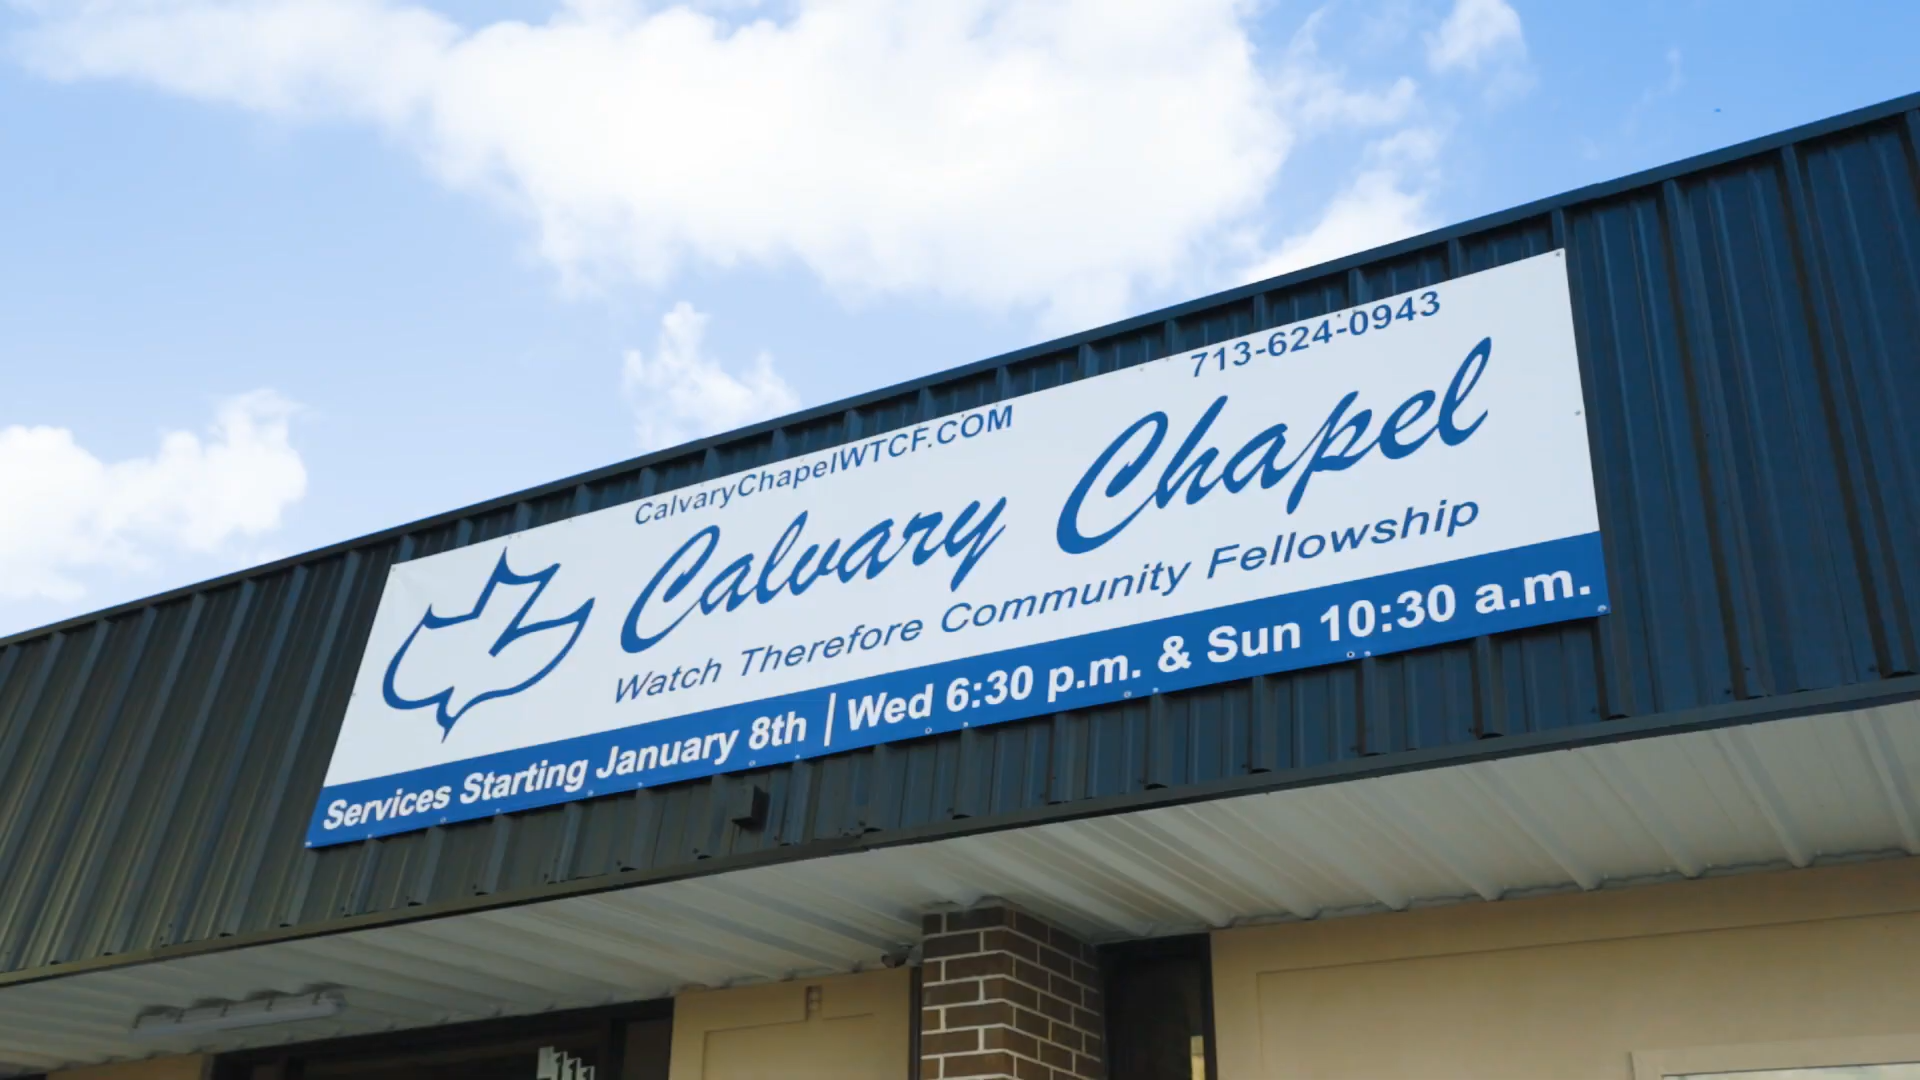 CalvaryChapelWTCF.COM 713-624-0943
Calvary Chapel
Watch Therefore Community Fellowship
Services Starting January 8th | Wed 6:30 p.m. & Sun 10:30 a.m.